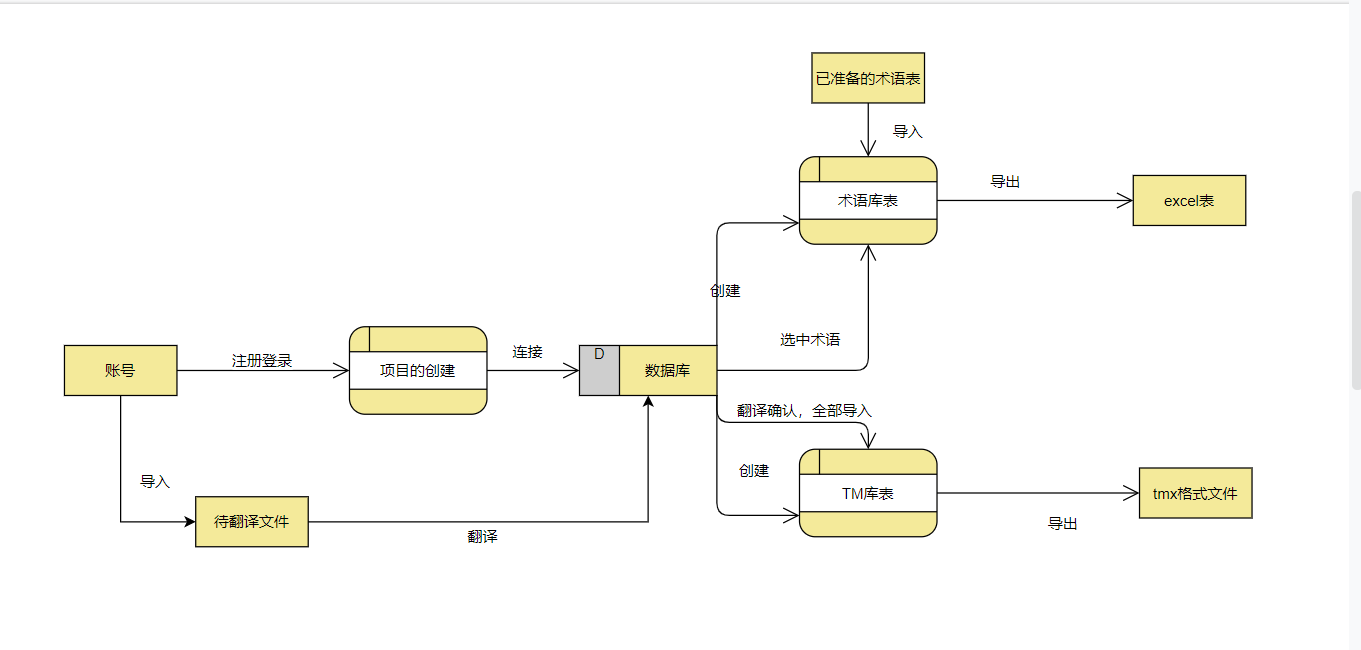 已准备的术语表
导入
导出
术语库表
excel表
创建
选中术语
注册登录
连接
D
账号
项目的创建
数据库
翻译确认，全部导入
创建
导入
TM库表
tmx格式文件
待翻译文件
导出
翻译